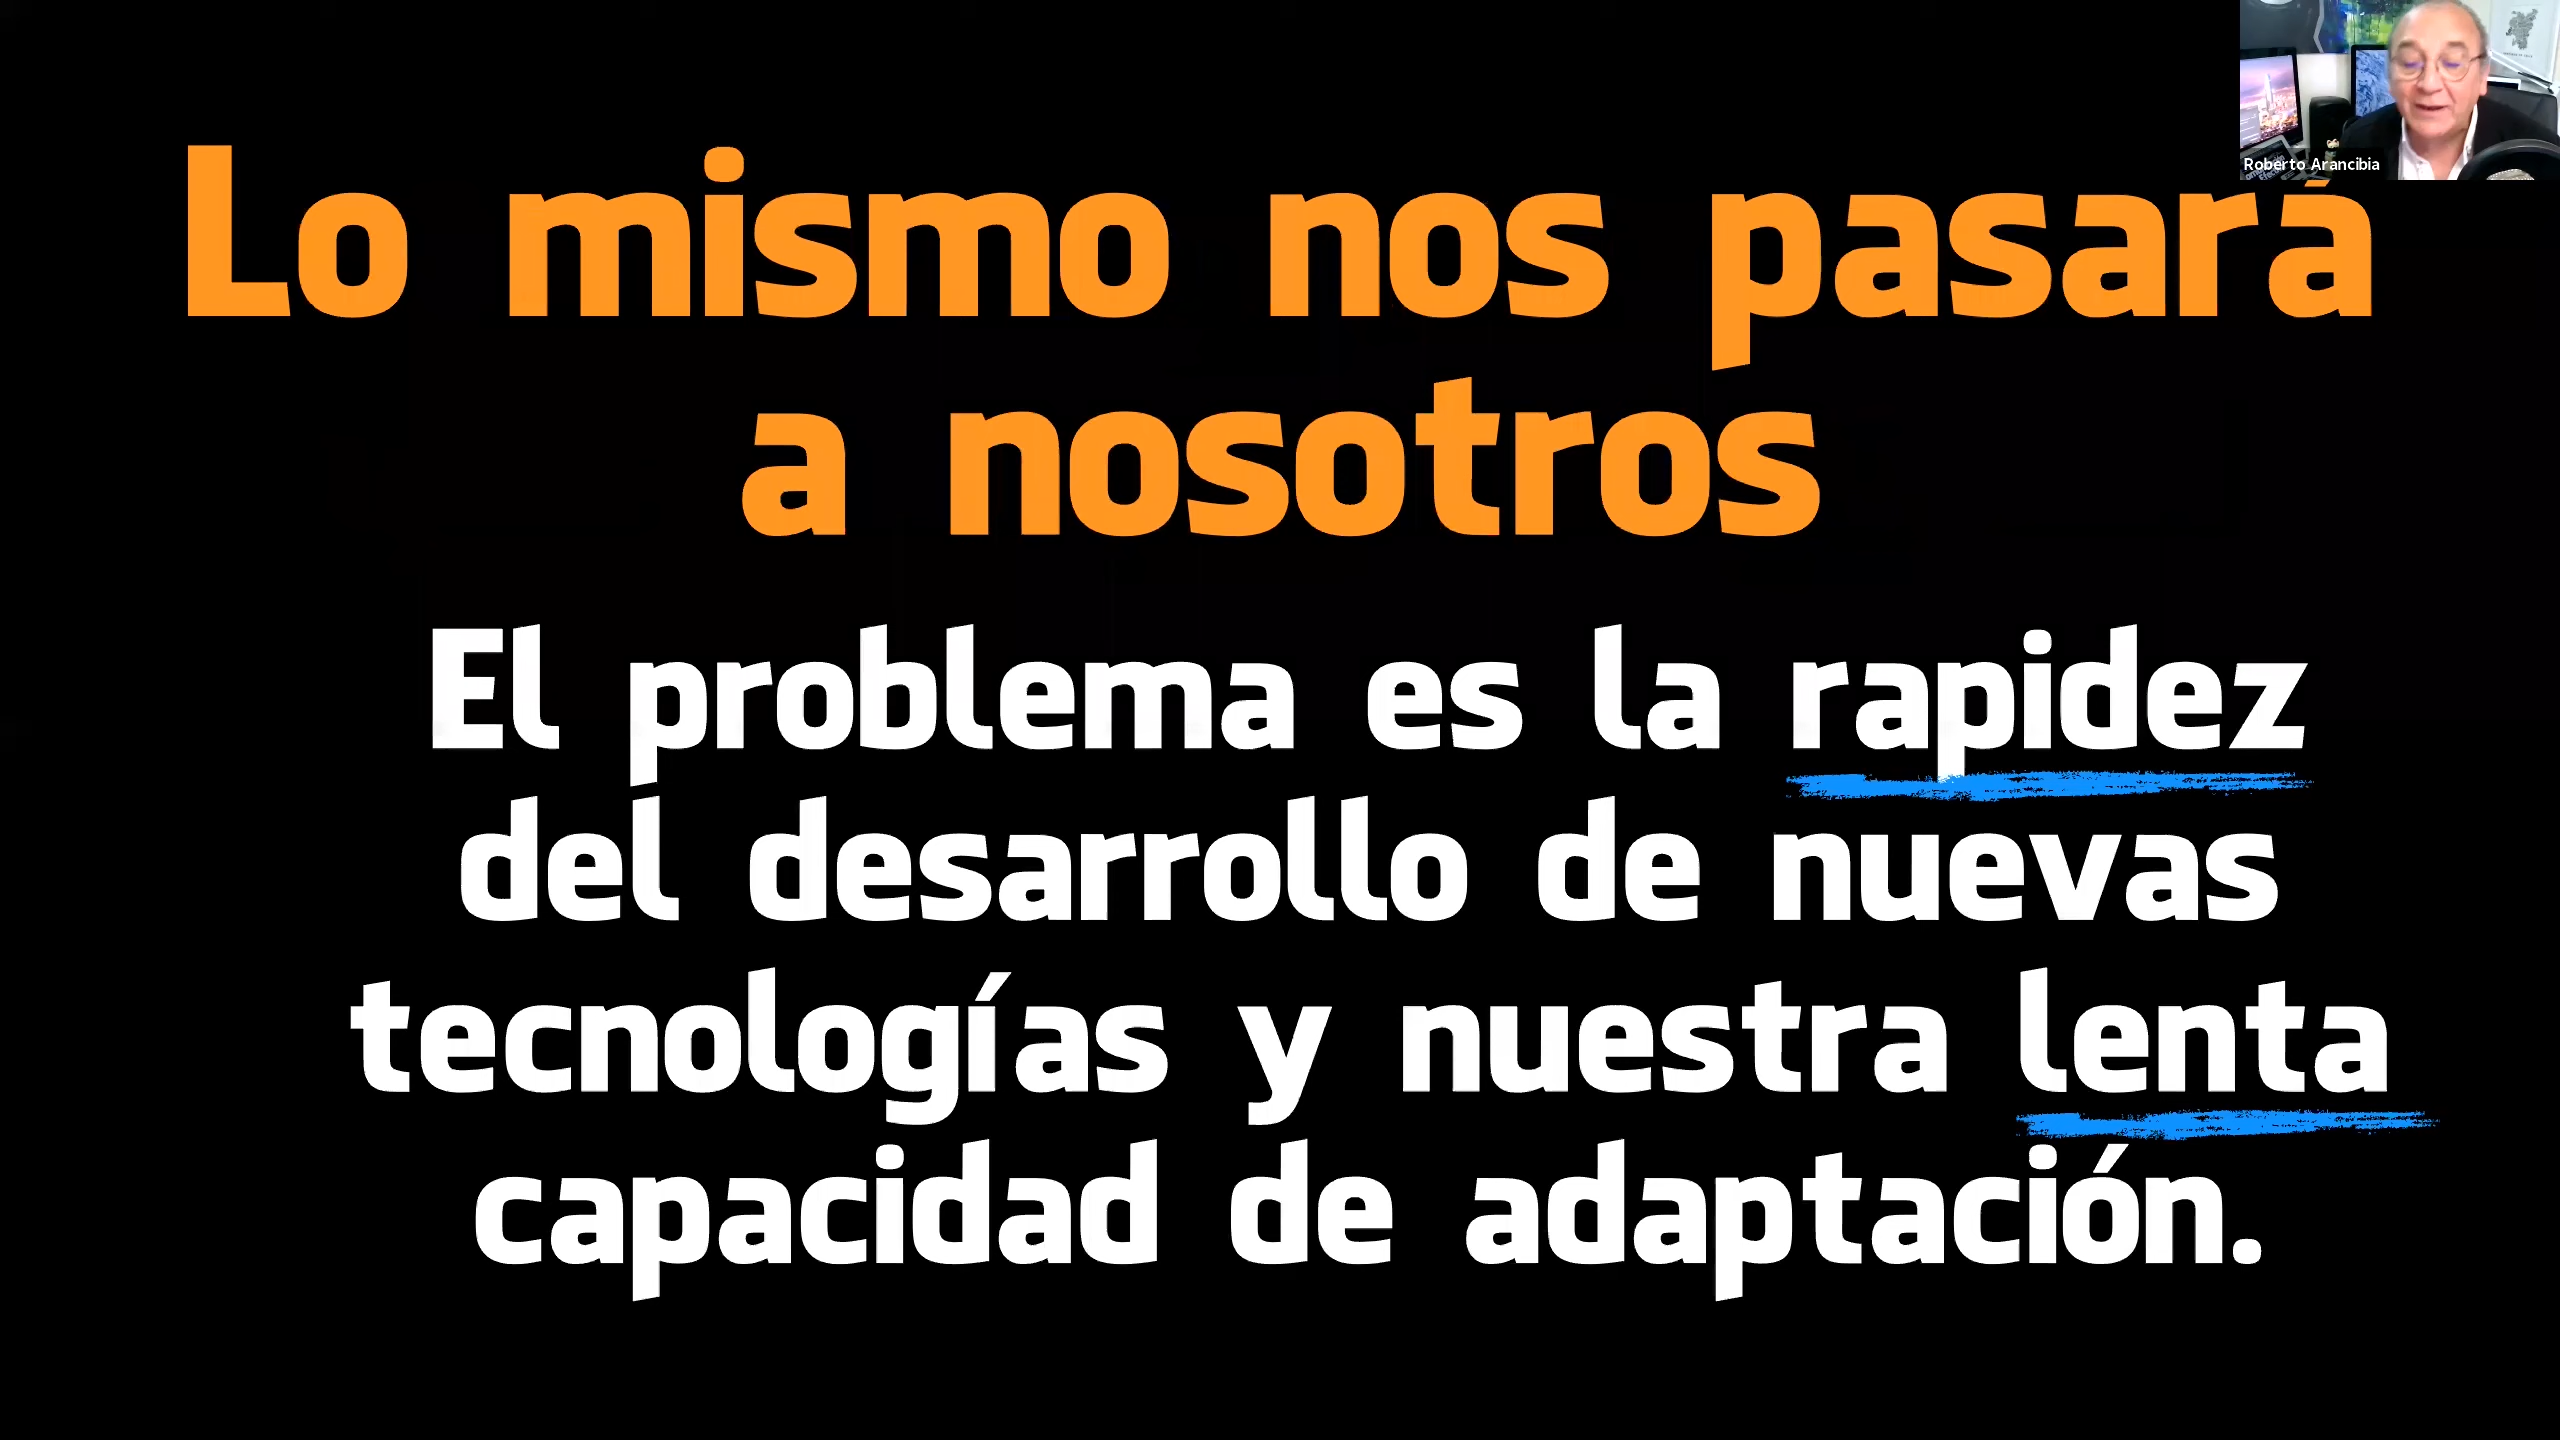 Roberto Arancibia
Lo mismo nos pasará
a nosotros
El problema es la rapidez
del desarrollo de nuevas
tecnologías y nuestra lenta
capacidad de adaptación.